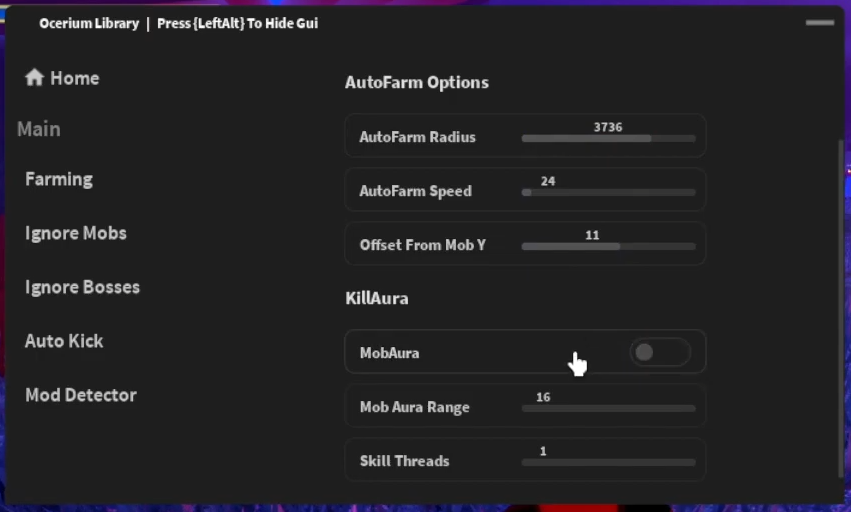 Ocerium Library | Press {LeftAlt} To Hide Gui
Home
Main
Farming
Ignore Mobs
Ignore Bosses
Auto Kick
Mod Detector
AutoFarm Options
AutoFarm Radius 3736
AutoFarm Speed 24
Offset From Mob Y 11
KillAura
MobAura
Mob Aura Range 16
Skill Threads 1